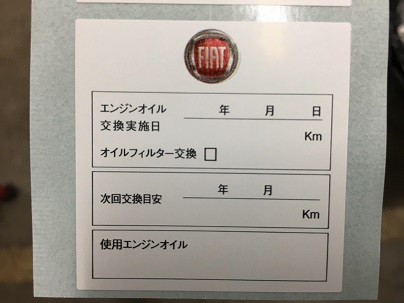 FIAT
エンジンオイル 年 月 日
交換実施日
Km
オイルフィルター交換 □
年 月
次回交換目安
Km
使用エンジンオイル